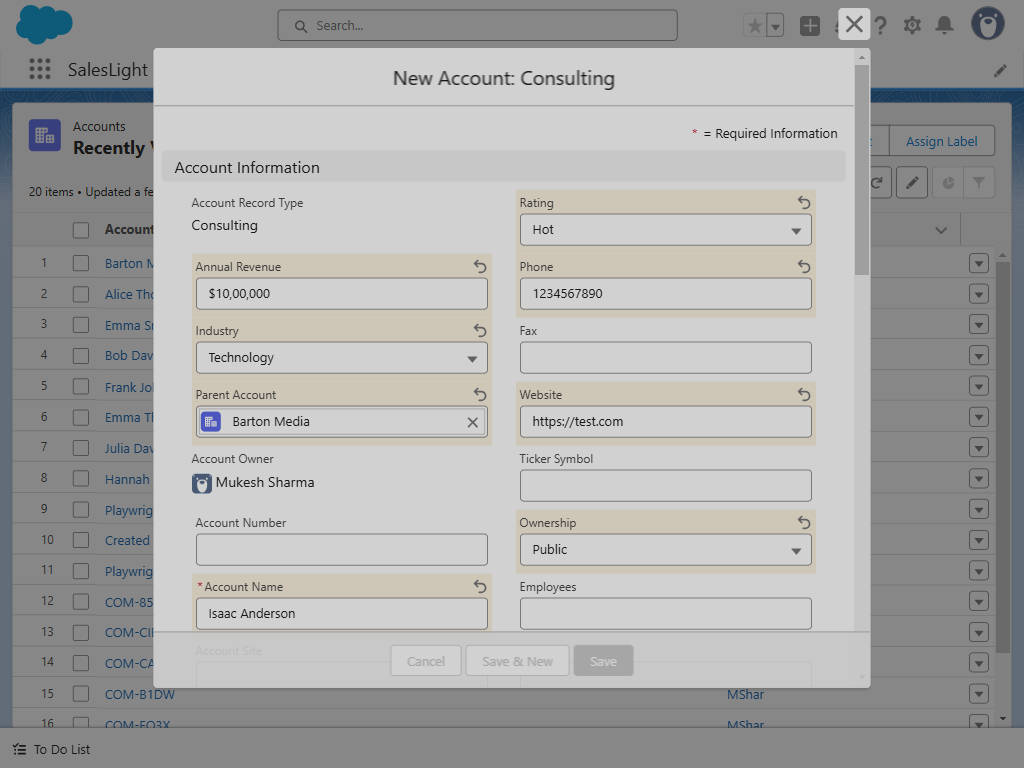 Search...
SalesLight
New Account: Consulting
* = Required Information
Accounts
Recently
Assign Label
Account Information
20 items • Updated a fe
Account Record Type
Consulting
Rating
Hot
Account
Annual Revenue
$10,00,000
Phone
1234567890
Industry
Technology
Fax
Parent Account
Barton Media
Website
https://test.com
Account Owner
Mukesh Sharma
Ticker Symbol
Account Number
Ownership
Public
*Account Name
Isaac Anderson
Employees
Account Site
Cancel
Save & New
Save
1 Barton M
2 Alice Tho
3 Emma Sr
4 Bob Dav
5 Frank Jo
6 Emma Tl
7 Julia Dav
8 Hannah
9 Playwrig
10 Created
11 Playwrig
12 COM-85
13 COM-CI
14 COM-CA
15 COM-B1DW MShar
16 COM-EO3X MShar
To Do List